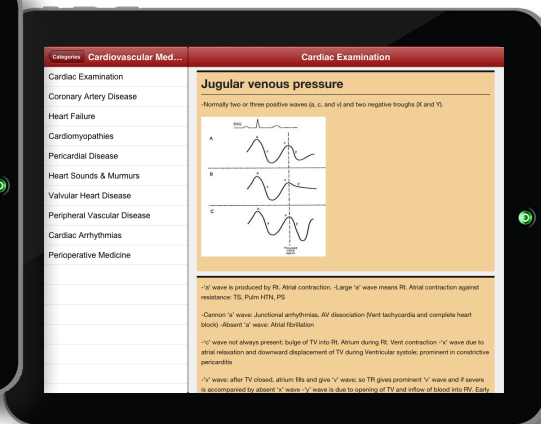 Categories Cardiovascular Med...
Cardiac Examination
Cardiac Examination
Coronary Artery Disease
Heart Failure
Cardiomyopathies
Pericardial Disease
Heart Sounds & Murmurs
Valvular Heart Disease
Peripheral Vascular Disease
Cardiac Arrhythmias
Perioperative Medicine
Jugular venous pressure
-Normally two or three positive waves (a, c, and v) and two negative troughs (X and Y).
A
B
C
-'a' wave is produced by Rt. Atrial contraction. -Large 'a' wave means Rt. Atrial contraction against
resistance: TS, Pulm HTN, PS
-Cannon 'a' wave: Junctional arrhythmias, AV dissociation (Vent tachycardia and complete heart
block) -Absent 'a' wave: Atrial fibrillation
-'c' wave not always present: bulge of TV into Rt. Atrium during Rt. Vent contraction -'x' wave due to
atrial relaxation and downward displacement of TV during Ventricular systole; prominent in constrictive
pericarditis
-'v' wave: after TV closed, atrium fills and give 'v' wave; so TR gives prominent 'v' wave and if severe
is accompanied by absent 'x' wave -'y' wave is due to opening of TV and inflow of blood into RV. Early